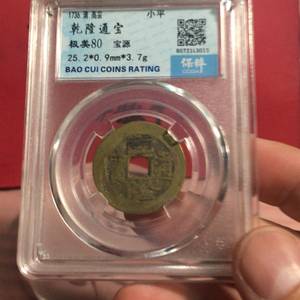 1736 清 高宗 小平
乾隆通宝
极美80 宝源
25.2*0.9mm*3.7g
BAO CUI COINS RATING
保粹